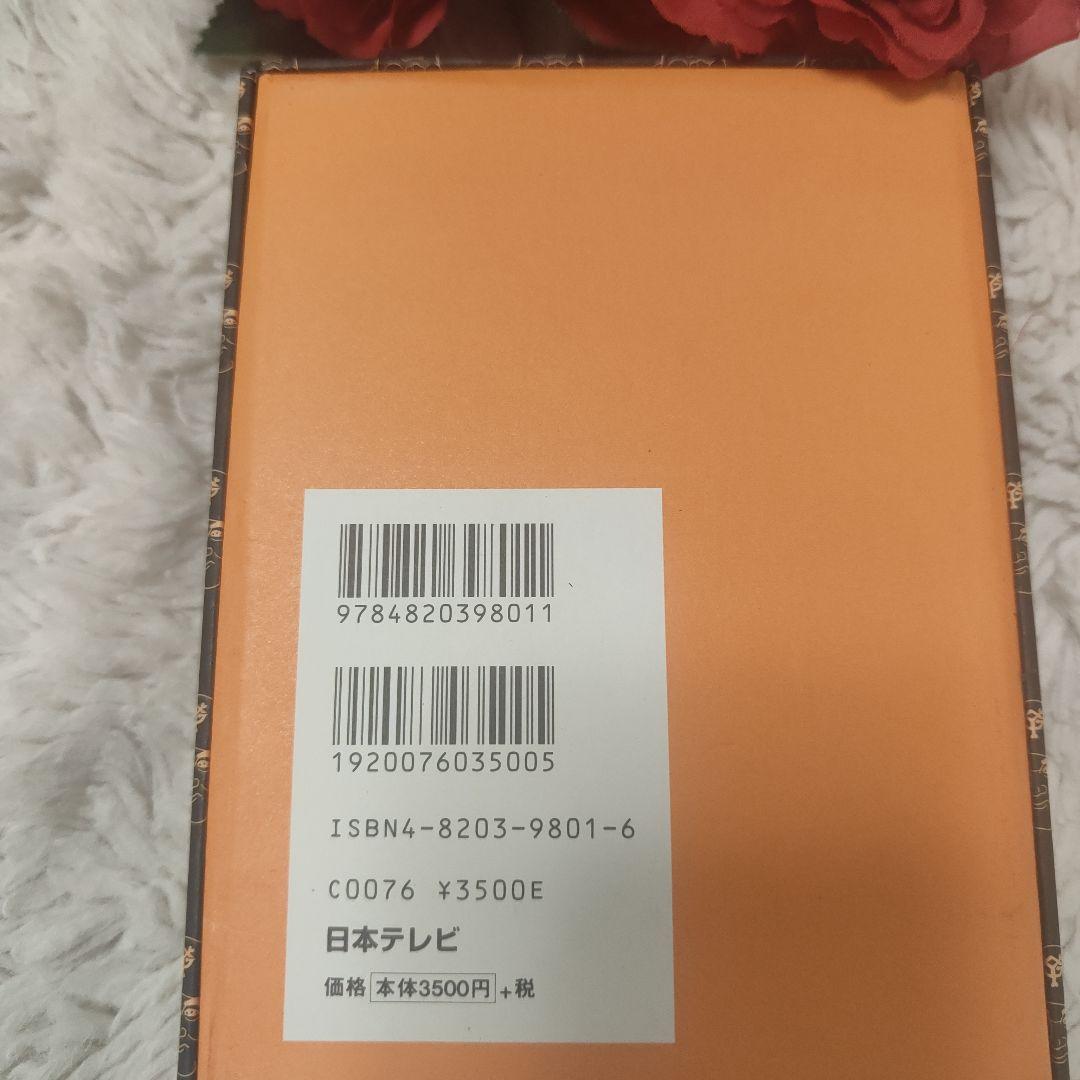 9784820398011
1920076035005
ISBN4-8203-9801-6
C0076 ¥3500E
日本テレビ
価格 本体3500円 +税